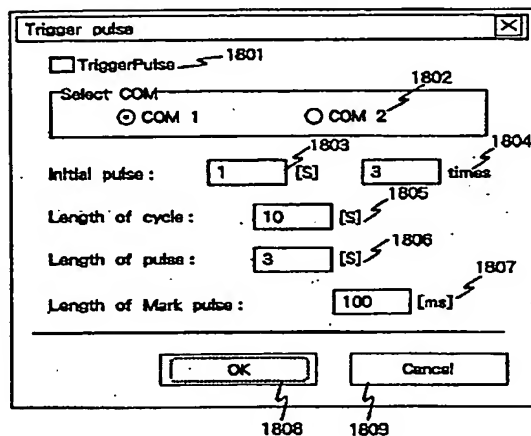 Trigger pulse
TriggerPulse 1801
Select COM
COM 1 COM 2 1802
1803 1804
Initial pulse : 1 [S] 3 times
1805
Length of cycle : 10 [S]
1806
Length of pulse : 3 [S]
1807
Length of Mark pulse : 100 [ms]
OK Cancel
1808 1809